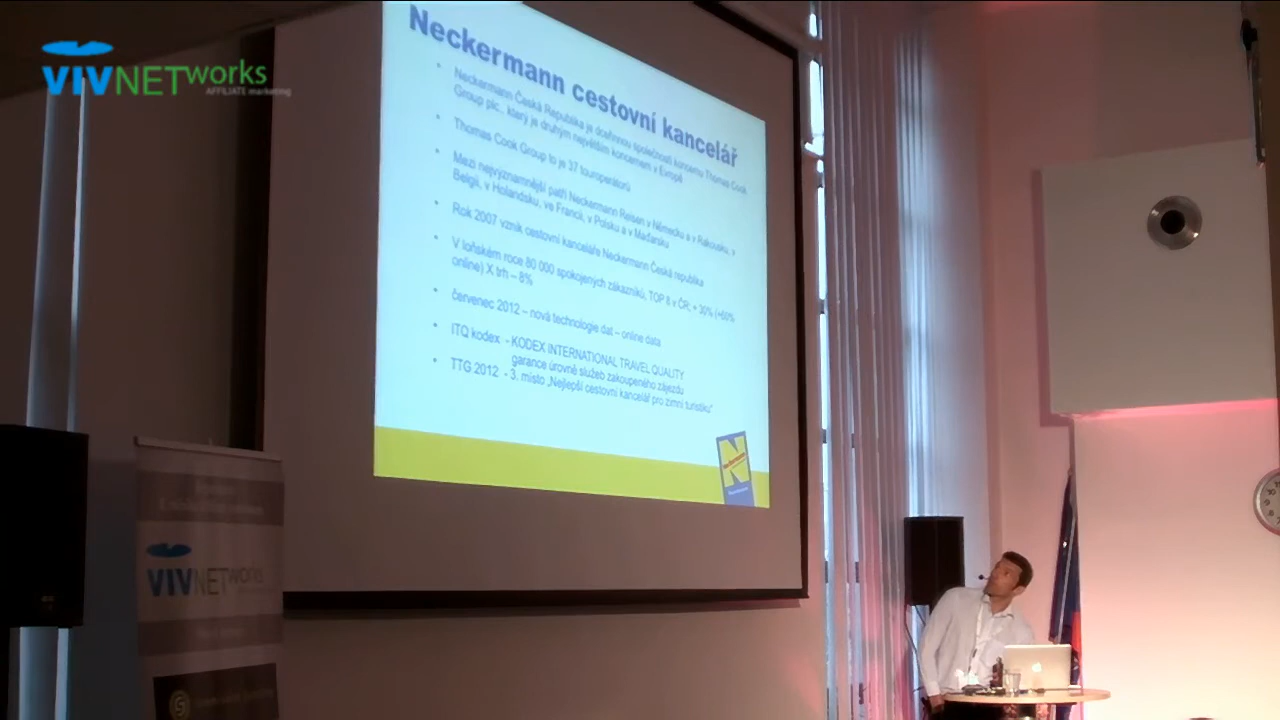 VIVNETworks
AFFILIATE marketing
Neckermann cestovní kancelář
• Neckermann Česká Republika je dceřinnou společností koncernu Thomas Cook
Group plc., který je druhým největším koncernem v Evropě
• Thomas Cook Group to je 37 touroperátorů
• Mezi nejvýznamnější patří Neckermann Reisen v Německu a v Rakousku, v
Belgii, v Holandsku, ve Francii, v Polsku a v Maďarsku
• Rok 2007 vznik cestovní kanceláře Neckermann Česká republika
• V loňském roce 80 000 spokojených zákazníků, TOP 8 v ČR; + 30% (+60%
online) X trh – 8%
• červenec 2012 – nová technologie dat – online data
• ITQ kodex - KODEX INTERNATIONAL TRAVEL QUALITY
garance úrovně služeb zakoupeného zájezdu
• TTG 2012 - 3. místo „Nejlepší cestovní kancelář pro zimní turistiku"
N
Neckermann
VIVNETworks